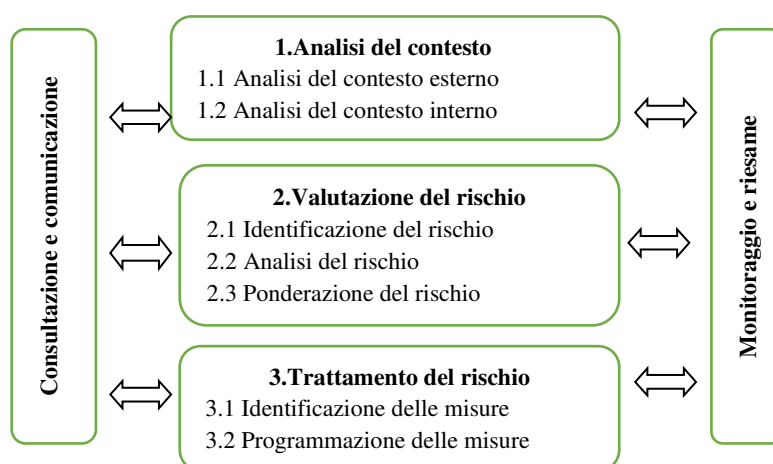 Consultazione e comunicazione
1.Analisi del contesto
1.1 Analisi del contesto esterno
1.2 Analisi del contesto interno
2.Valutazione del rischio
2.1 Identificazione del rischio
2.2 Analisi del rischio
2.3 Ponderazione del rischio
3.Trattamento del rischio
3.1 Identificazione delle misure
3.2 Programmazione delle misure
Monitoraggio e riesame